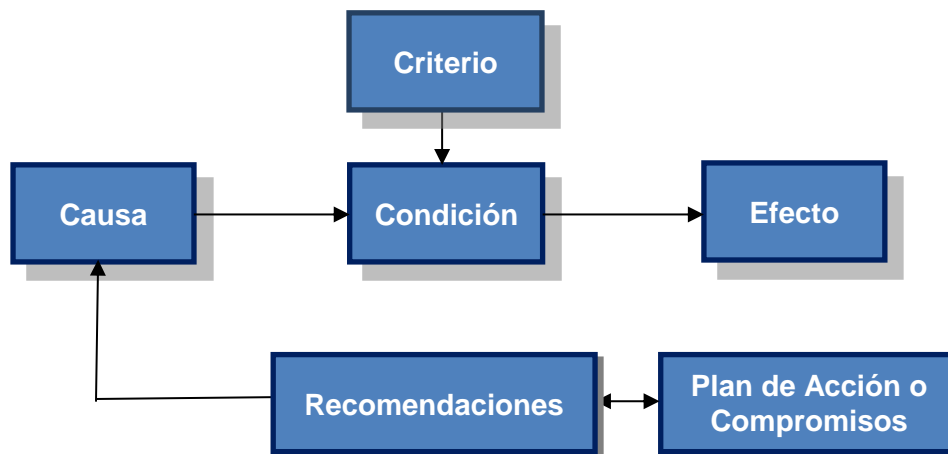 Criterio
Causa
Condición
Efecto
Recomendaciones
Plan de Acción o
Compromisos